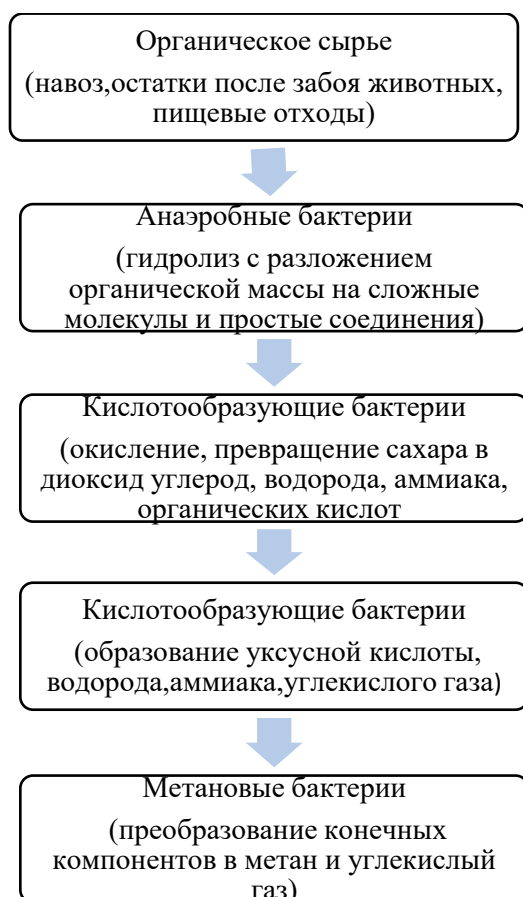 Органическое сырье
(навоз,остатки после забоя животных,
пищевые отходы)
Анаэробные бактерии
(гидролиз с разложением
органической массы на сложные
молекулы и простые соединения)
Кислотообразующие бактерии
(окисление, превращение сахара в
диоксид углерод, водорода, аммиака,
органических кислот
Кислотообразующие бактерии
(образование уксусной кислоты,
водорода,аммиака,углекислого газа)
Метановые бактерии
(преобразование конечных
компонентов в метан и углекислый
газ)